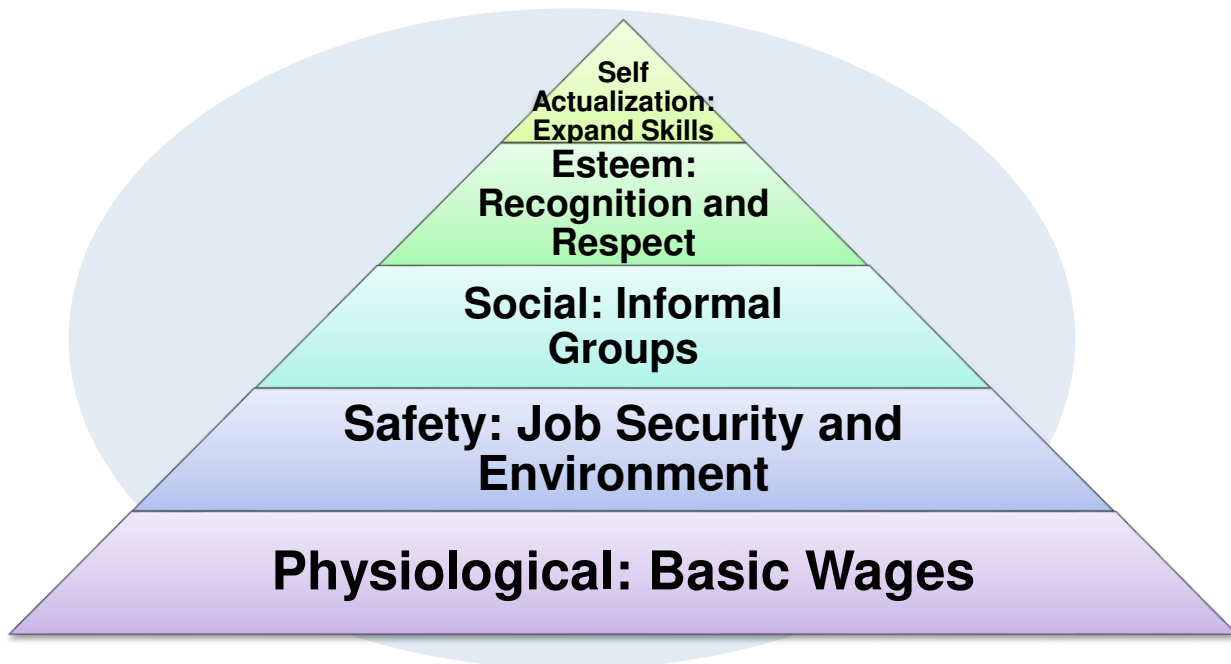 Self
Actualization:
Expand Skills
Esteem:
Recognition and
Respect
Social: Informal
Groups
Safety: Job Security and
Environment
Physiological: Basic Wages